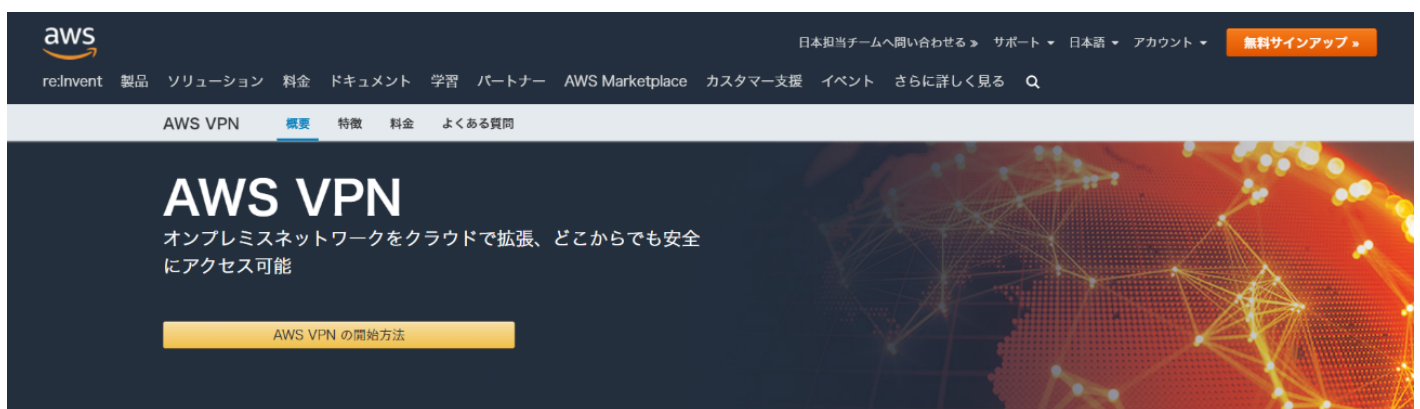 aws
日本担当チームへ問い合わせる » サポート 日本語 アカウント 無料サインアップ »
re:Invent 製品 ソリューション 料金 ドキュメント 学習 パートナー AWS Marketplace カスタマー支援 イベント さらに詳しく見る
AWS VPN 概要 特徴 料金 よくある質問
AWS VPN
オンプレミスネットワークをクラウドで拡張、どこからでも安全
にアクセス可能
AWS VPN の開始方法